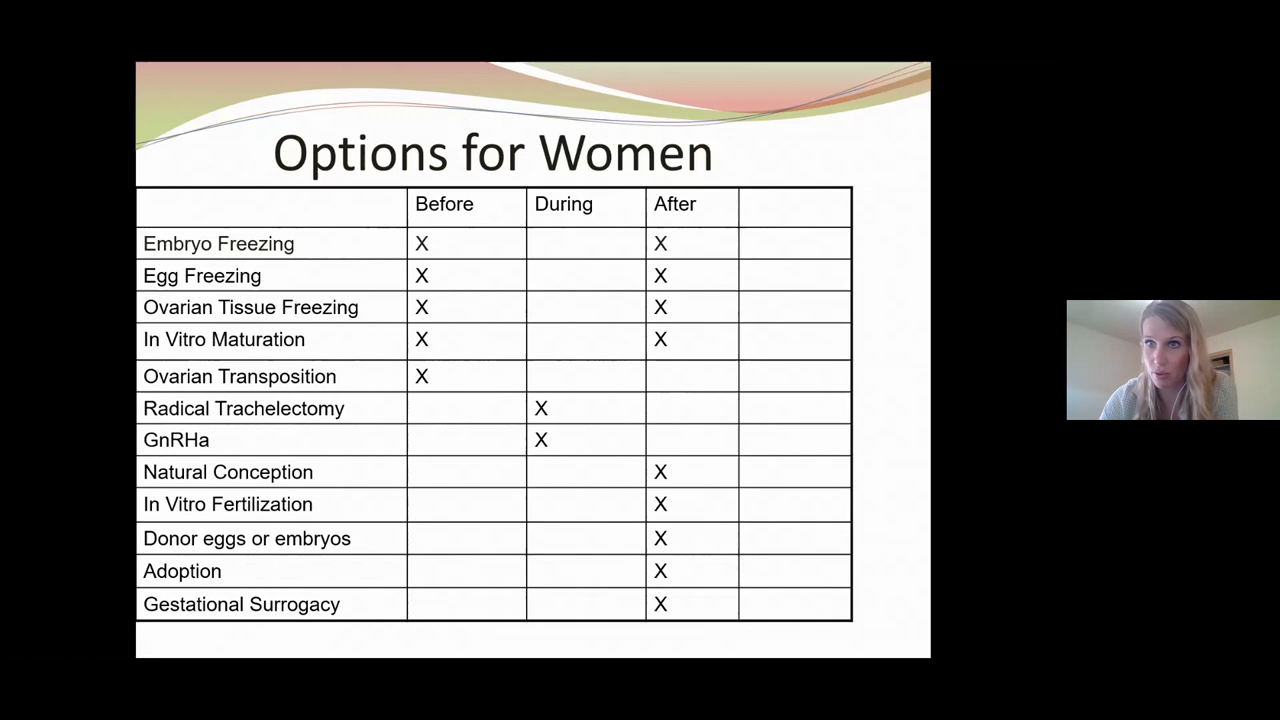 Options for Women
Before During After
Embryo Freezing X X
Egg Freezing X X
Ovarian Tissue Freezing X X
In Vitro Maturation X X
Ovarian Transposition X
Radical Trachelectomy X
GnRHa X
Natural Conception X
In Vitro Fertilization X
Donor eggs or embryos X
Adoption X
Gestational Surrogacy X